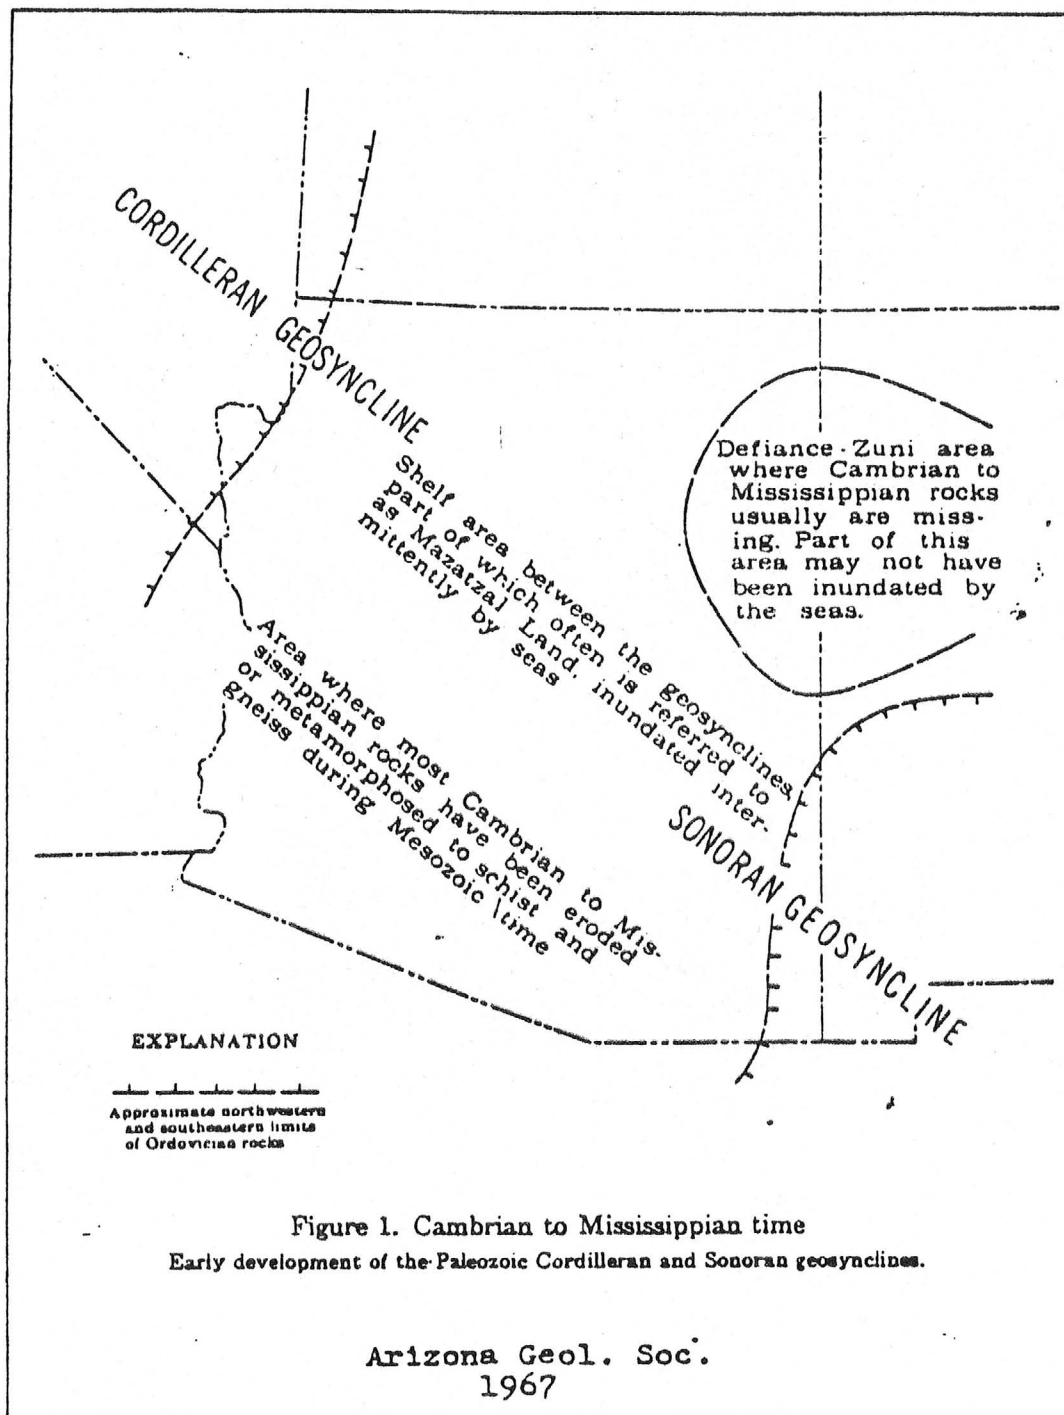 CORDILLERAN GEOSYNCLINE
Defiance-Zuni area
where Cambrian to
Mississippian rocks
usually are miss-
ing. Part of this
area may not have
been inundated by
the seas.
Shelf area between the geosynclines,
part of which often is referred to
as Mazatzal Land, inundated inter-
mittently by seas
Area where most Cambrian to Mis-
sissippian rocks have been eroded
or metamorphosed to schist and
gneiss during Mesozoic time
SONORAN GEOSYNCLINE
EXPLANATION
Approximate northwestern
and southeastern limits
of Ordovician rocks
Figure 1. Cambrian to Mississippian time
Early development of the Paleozoic Cordilleran and Sonoran geosynclines.
Arizona Geol. Soc.
1967